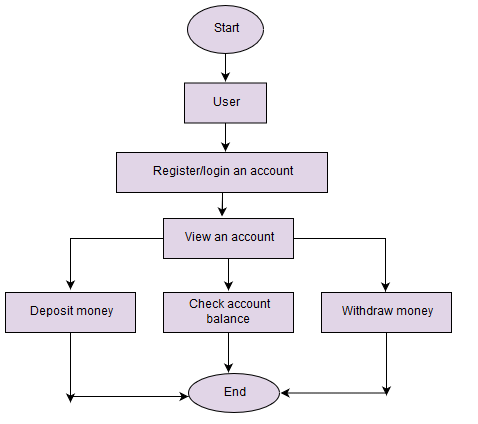 Start
User
Register/login an account
View an account
Deposit money
Check account
balance
Withdraw money
End